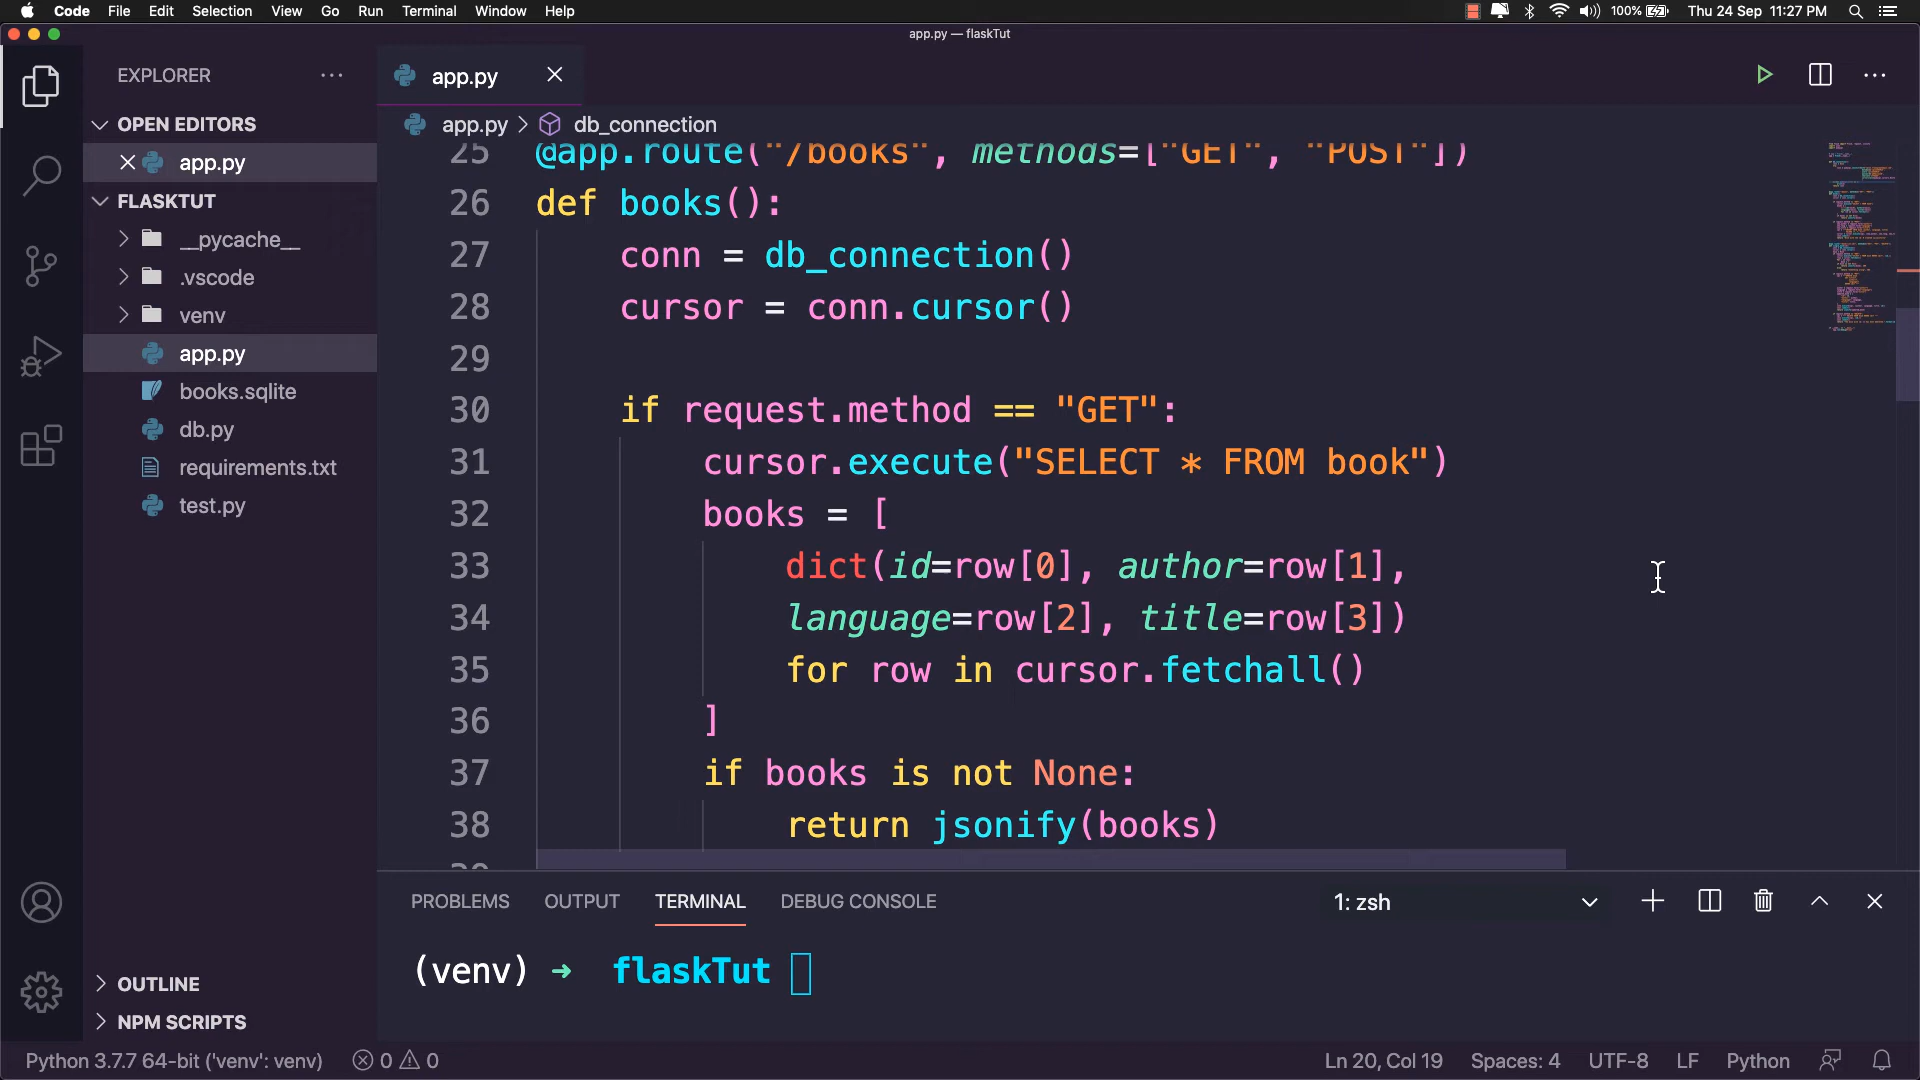 Code File Edit Selection View Go Run Terminal Window Help 100% Thu 24 Sep 11:27 PM
app.py — flaskTut
EXPLORER
OPEN EDITORS
app.py
FLASKTUT
__pycache__
.vscode
venv
app.py
books.sqlite
db.py
requirements.txt
test.py
OUTLINE
NPM SCRIPTS
app.py
app.py > db_connection
25 @app.route("/books", methods=["GET", "POST"])
26 def books():
27 conn = db_connection()
28 cursor = conn.cursor()
29
30 if request.method == "GET":
31 cursor.execute("SELECT * FROM book")
32 books = [
33 dict(id=row[0], author=row[1],
34 language=row[2], title=row[3])
35 for row in cursor.fetchall()
36 ]
37 if books is not None:
38 return jsonify(books)
PROBLEMS OUTPUT TERMINAL DEBUG CONSOLE 1: zsh
(venv) ➜ flaskTut
Python 3.7.7 64-bit ('venv': venv) 0 0 Ln 20, Col 19 Spaces: 4 UTF-8 LF Python